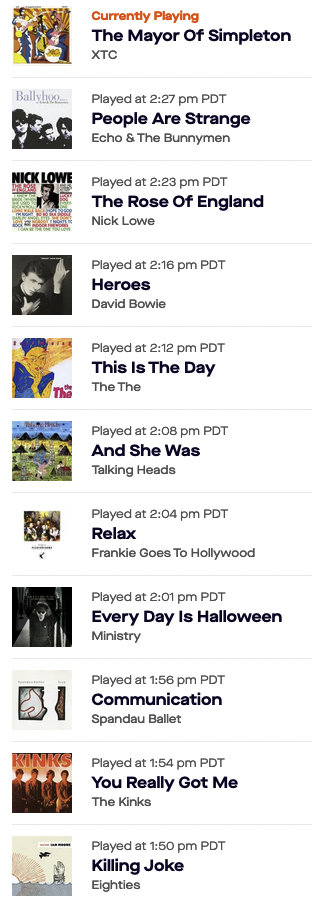 Currently Playing
The Mayor Of Simpleton
XTC
Ballyhoo
Played at 2:27 pm PDT
People Are Strange
Echo & The Bunnymen
NICK LOWE
THE ROSE
OF ENGLAND
Played at 2:23 pm PDT
The Rose Of England
Nick Lowe
Played at 2:16 pm PDT
Heroes
David Bowie
the
The
Played at 2:12 pm PDT
This Is The Day
The The
Played at 2:08 pm PDT
And She Was
Talking Heads
Played at 2:04 pm PDT
Relax
Frankie Goes To Hollywood
Played at 2:01 pm PDT
Every Day Is Halloween
Ministry
Spandau Ballet
Played at 1:56 pm PDT
Communication
Spandau Ballet
KINKS
Played at 1:54 pm PDT
You Really Got Me
The Kinks
Played at 1:50 pm PDT
Killing Joke
Eighties